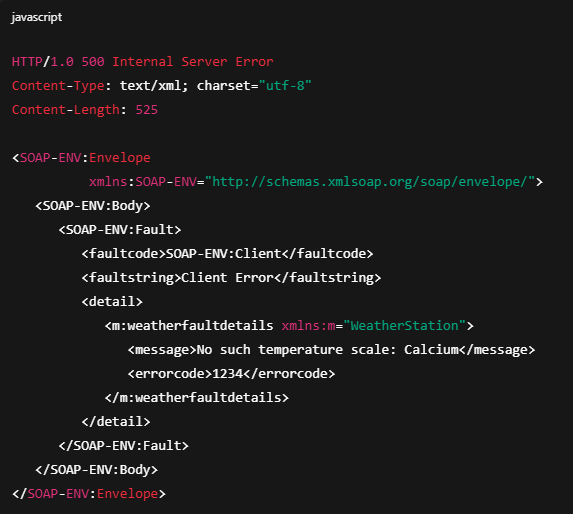 javascript
HTTP/1.0 500 Internal Server Error
Content-Type: text/xml; charset="utf-8"
Content-Length: 525
<SOAP-ENV:Envelope
xmlns:SOAP-ENV="http://schemas.xmlsoap.org/soap/envelope/">
<SOAP-ENV:Body>
<SOAP-ENV:Fault>
<faultcode>SOAP-ENV:Client</faultcode>
<faultstring>Client Error</faultstring>
<detail>
<m:weatherfaultdetails xmlns:m="WeatherStation">
<message>No such temperature scale: Calcium</message>
<errorcode>1234</errorcode>
</m:weatherfaultdetails>
</detail>
</SOAP-ENV:Fault>
</SOAP-ENV:Body>
</SOAP-ENV:Envelope>